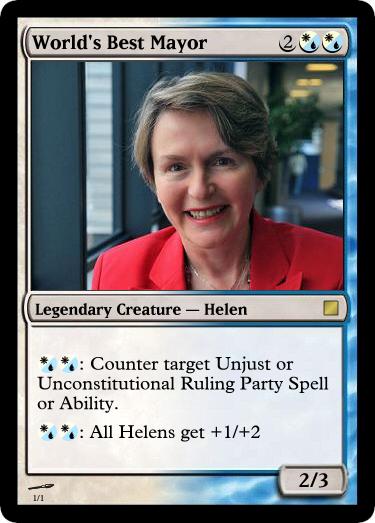 World's Best Mayor 2
Legendary Creature — Helen
: Counter target Unjust or
Unconstitutional Ruling Party Spell
or Ability.
: All Helens get +1/+2
2/3
1/1